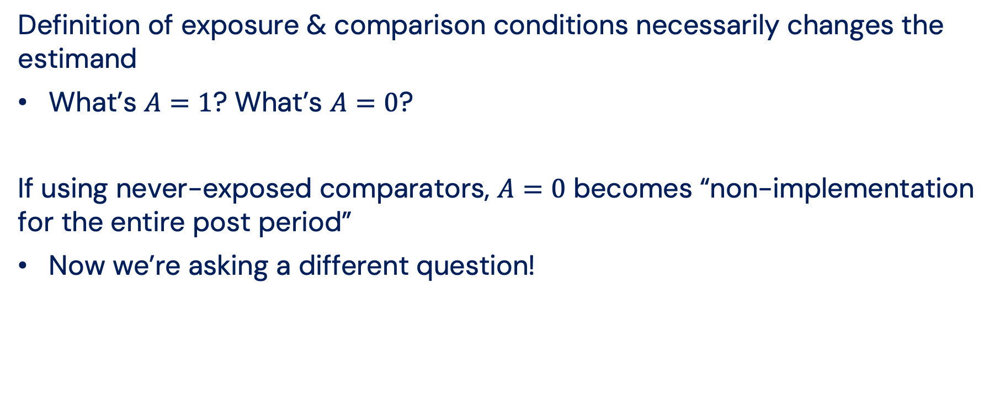 Definition of exposure & comparison conditions necessarily changes the
estimand
• What’s A = 1? What’s A = 0?
If using never-exposed comparators, A = 0 becomes “non-implementation
for the entire post period”
• Now we’re asking a different question!